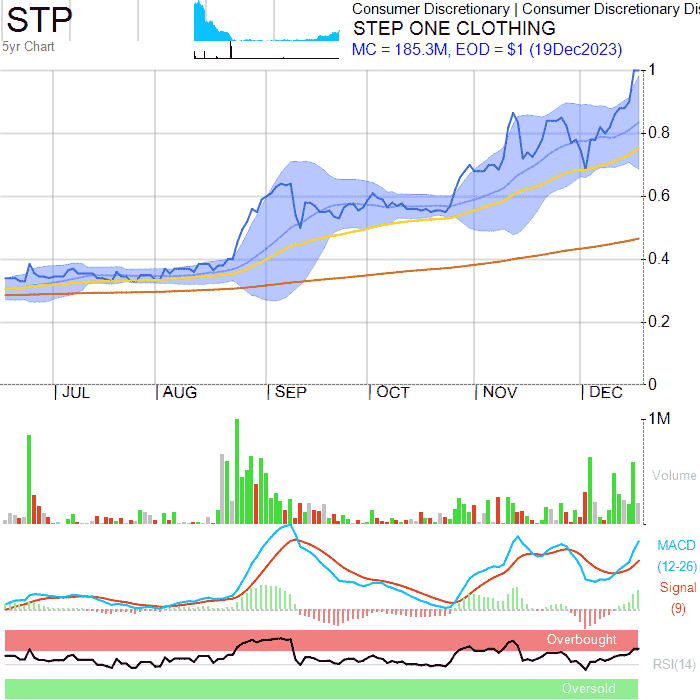 STP
5yr Chart
Consumer Discretionary | Consumer Discretionary Dis
STEP ONE CLOTHING
MC = 185.3M, EOD = $1 (19Dec2023)
1
0.8
0.6
0.4
0.2
0
JUL AUG SEP OCT NOV DEC
1M
Volume
MACD
(12-26)
Signal
(9)
Overbought
RSI(14)
Oversold